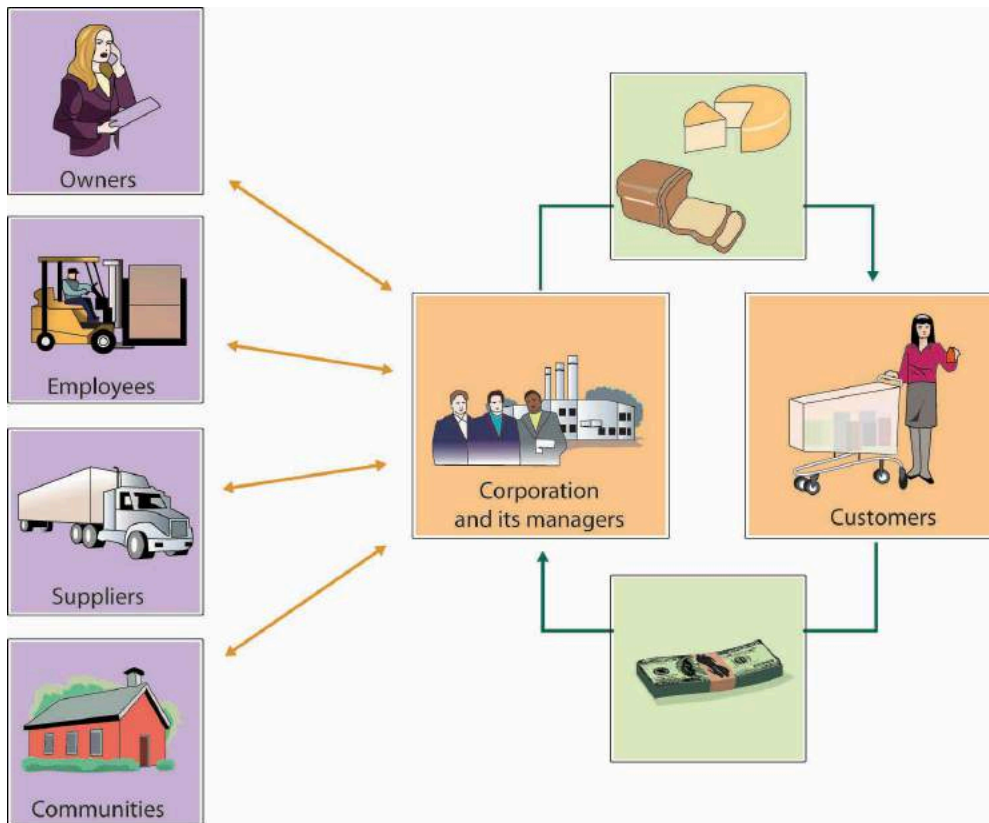 Owners
Employees
Suppliers
Communities
Corporation
and its managers
Customers